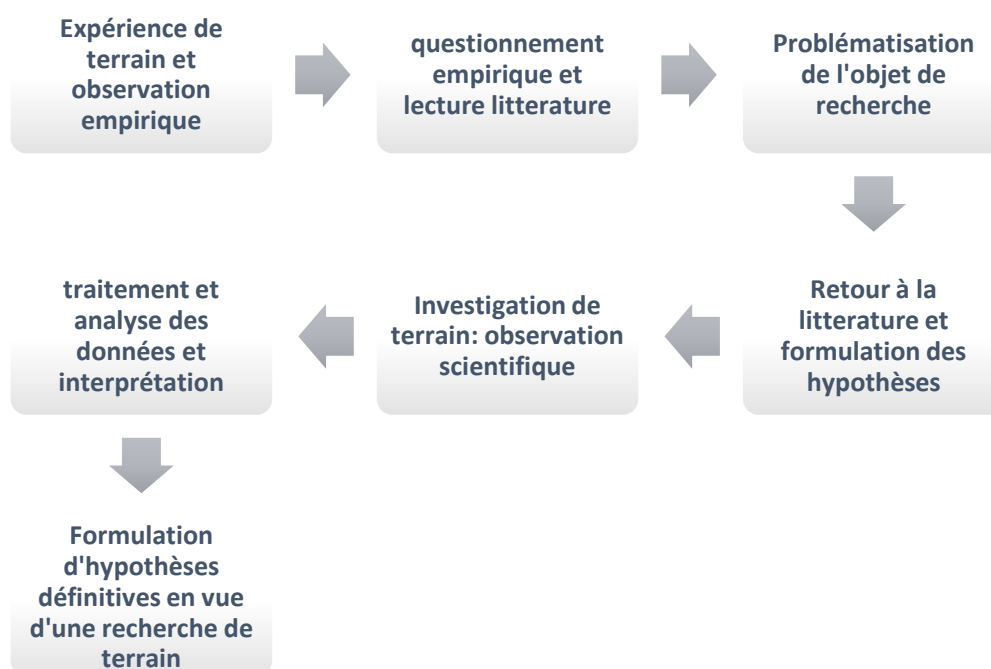 Expérience de
terrain et
observation
empirique
questionnement
empirique et
lecture litterature
Problématisation
de l'objet de
recherche
Retour à la
litterature et
formulation des
hypothèses
Investigation de
terrain: observation
scientifique
traitement et
analyse des
données et
interprétation
Formulation
d'hypothèses
définitives en vue
d'une recherche de
terrain